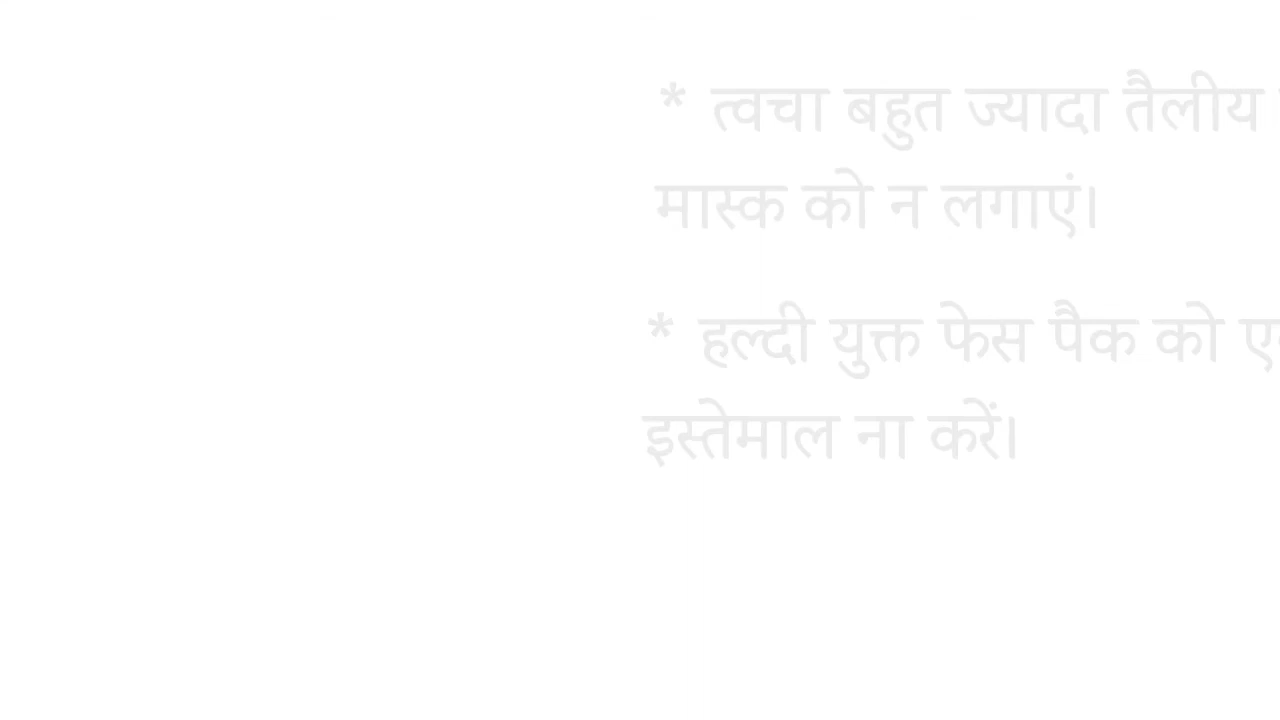 * त्वचा बहुत ज्यादा तैलीय
मास्क को न लगाएं।
* हल्दी युक्त फेस पैक को
इस्तेमाल ना करें।